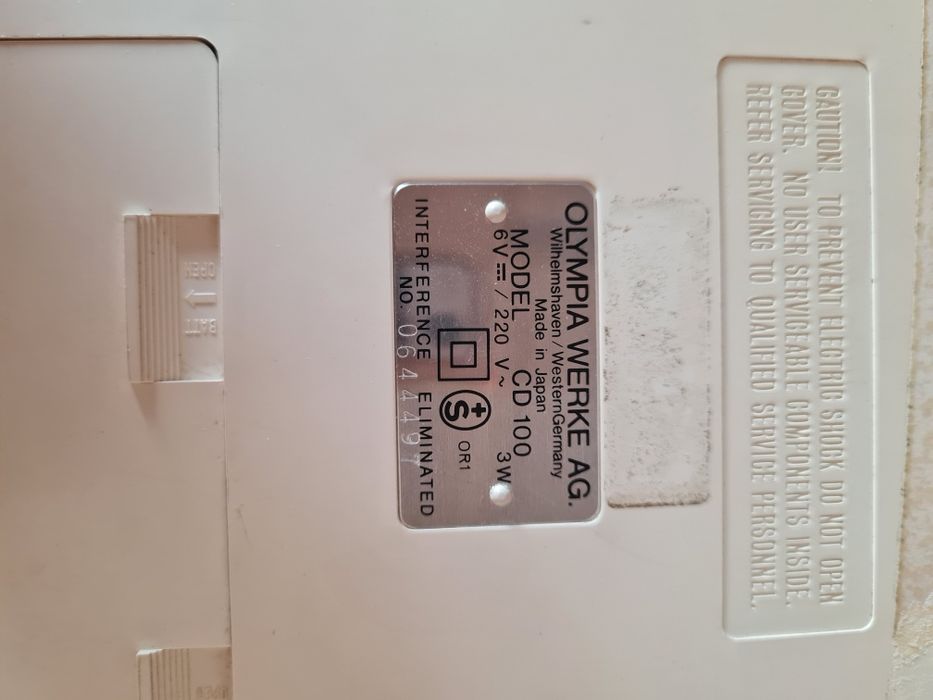 CAUTION! TO PREVENT ELECTRIC SHOCK DO NOT OPEN
COVER. NO USER SERVICEABLE COMPONENTS INSIDE.
REFER SERVICING TO QUALIFIED SERVICE PERSONNEL.
OLYMPIA WERKE AG.
Wilhelmshaven / Western Germany
Made in Japan
MODEL CD 100
6V⎓ / 220 V~ 3W
S+ OR1
INTERFERENCE ELIMINATED
NO. 0644497
BATT
OPEN